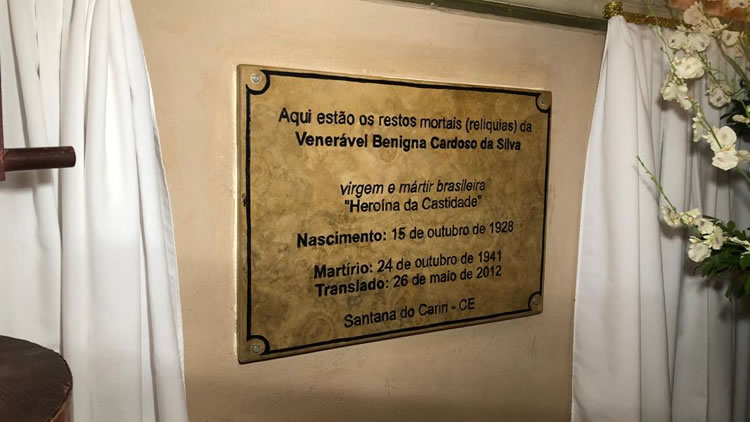 Aqui estão os restos mortais (reliquias) da
Venerável Benigna Cardoso da Silva
virgem e mártir brasileira
"Heroína da Castidade"
Nascimento: 15 de outubro de 1928
Martírio: 24 de outubro de 1941
Translado: 26 de maio de 2012
Santana do Cariri - CE